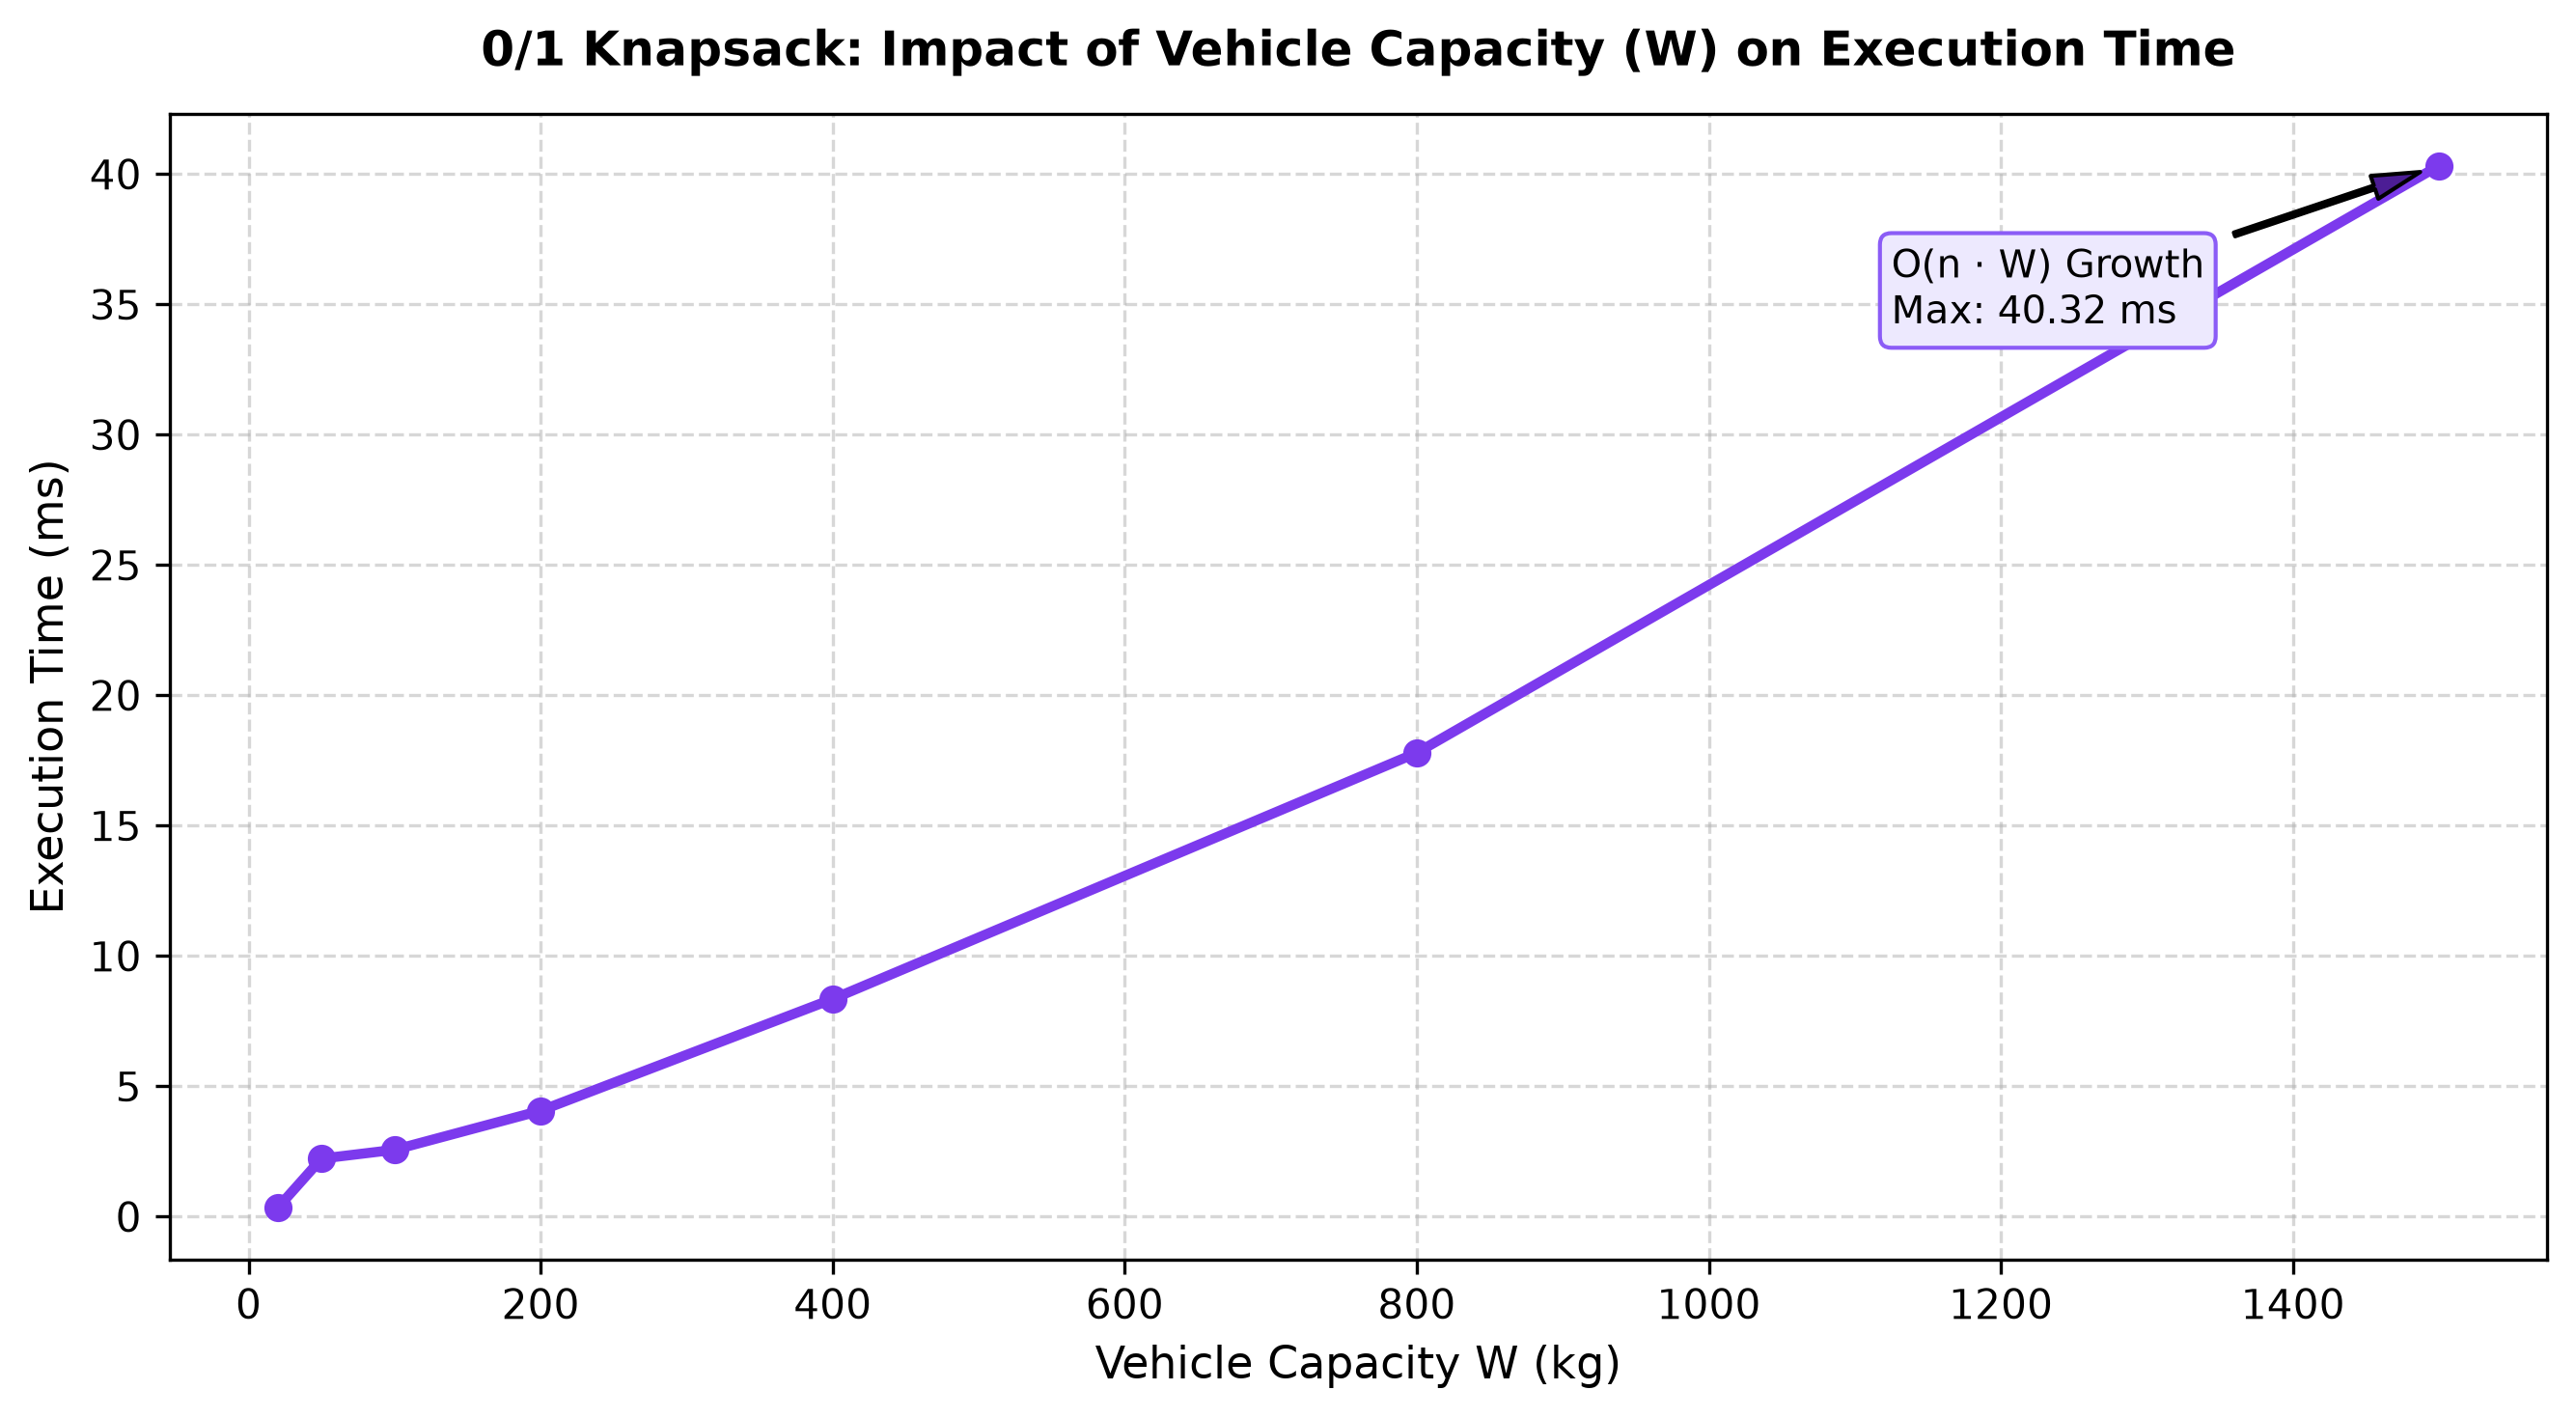 0/1 Knapsack: Impact of Vehicle Capacity (W) on Execution Time
Execution Time (ms)
40
35
30
25
20
15
10
5
0
O(n · W) Growth
Max: 40.32 ms
0 200 400 600 800 1000 1200 1400
Vehicle Capacity W (kg)